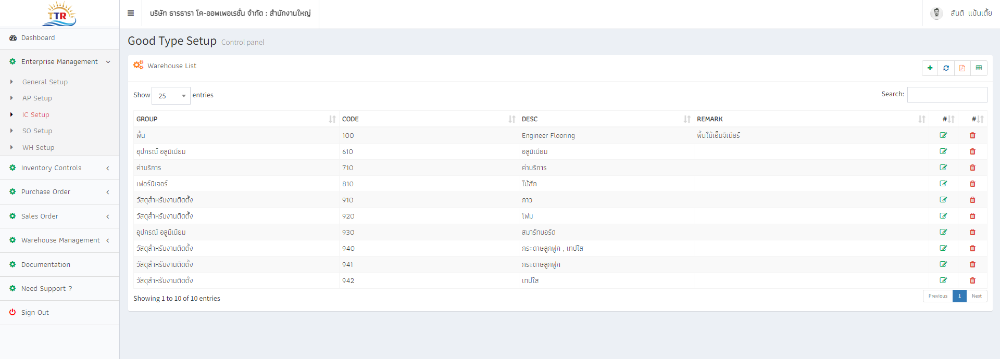 TTR
บริษัท ธารธารา โค-ออพเพอเรชั่น จำกัด : สำนักงานใหญ่
สันติ แป้นเตี้ย
Dashboard
Enterprise Management
General Setup
AP Setup
IC Setup
SO Setup
WH Setup
Inventory Controls
Purchase Order
Sales Order
Warehouse Management
Documentation
Need Support ?
Sign Out
Good Type Setup Control panel
Warehouse List
Show 25 entries
Search:
GROUP CODE DESC REMARK # #
พื้น 100 Engineer Flooring พื้นไม้เอ็นจิเนียร์
อุปกรณ์ อลูมิเนียม 610 อลูมิเนียม
ค่าบริการ 710 ค่าบริการ
เฟอร์นิเจอร์ 810 ไม้สัก
วัสดุสำหรับงานติดตั้ง 910 กาว
วัสดุสำหรับงานติดตั้ง 920 โฟม
อุปกรณ์ อลูมิเนียม 930 สมาร์ทบอร์ด
วัสดุสำหรับงานติดตั้ง 940 กระดาษลูกฟูก , เทปใส
วัสดุสำหรับงานติดตั้ง 941 กระดาษลูกฟูก
วัสดุสำหรับงานติดตั้ง 942 เทปใส
Showing 1 to 10 of 10 entries
Previous 1 Next